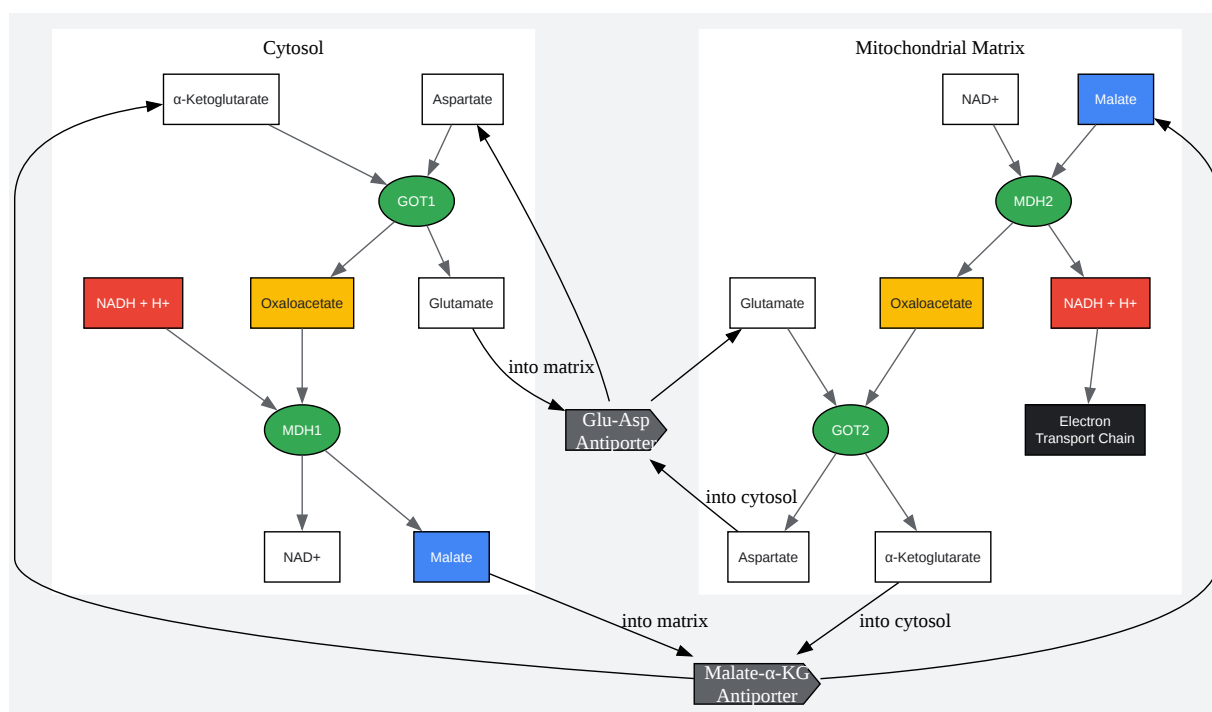 Cytosol
Mitochondrial Matrix
α-Ketoglutarate
Aspartate
NAD+
Malate
GOT1
MDH2
NADH + H+
Oxaloacetate
Glutamate
Glutamate
Oxaloacetate
NADH + H+
into matrix
Glu-Asp
Antiporter
MDH1
GOT2
Electron
Transport Chain
into cytosol
NAD+
Malate
Aspartate
α-Ketoglutarate
into matrix
into cytosol
Malate-α-KG
Antiporter